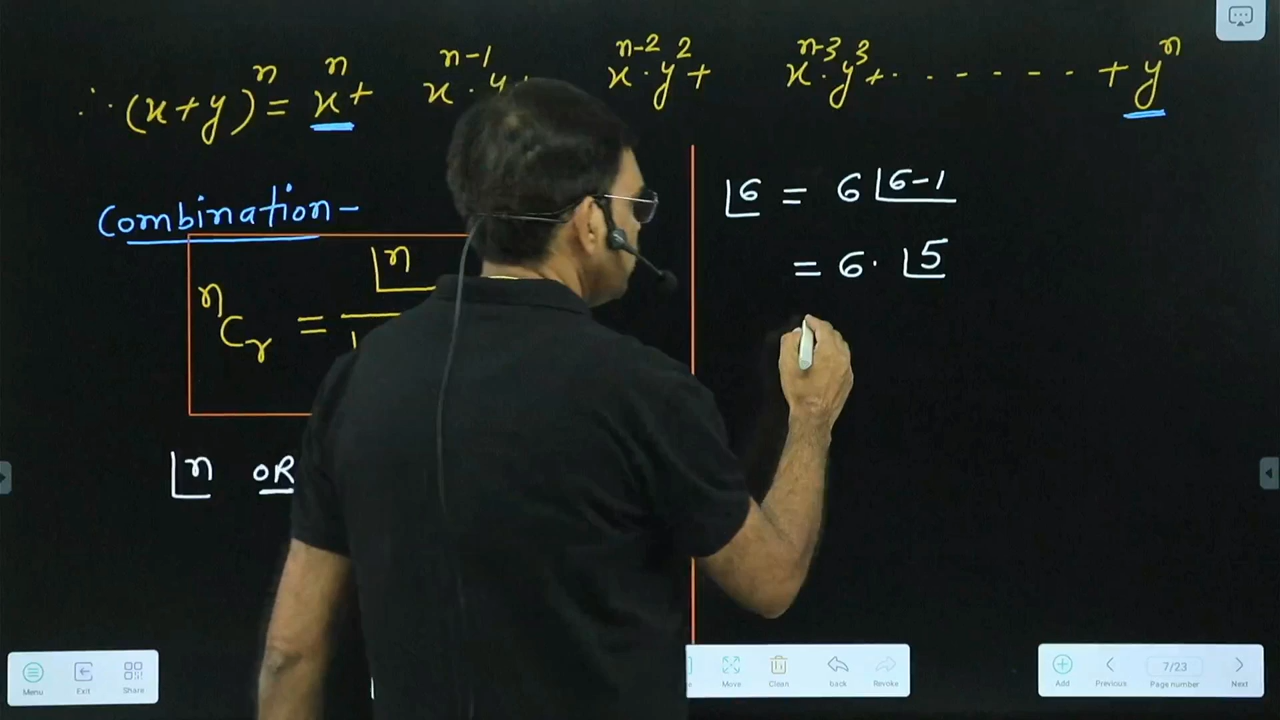 ∴ (x+y)ⁿ = xⁿ + xⁿ⁻¹· y+ xⁿ⁻²·y² + xⁿ⁻³·y³ + · · · - - - - - + yⁿ
Combination-
ⁿCᵣ = ⌊n
⌊n OR
⌊6 = 6 ⌊6-1
= 6· ⌊5
Menu Exit Share Move Clean back Revoke Add Previous 7/23 Page number Next